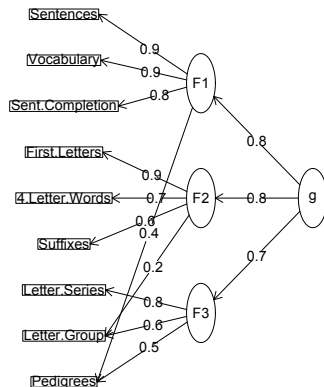 Sentences
0.9
Vocabulary
0.9
F1
Sent.Completion
0.8
0.8
First.Letters
0.9
4.Letter.Words
0.7
F2
0.8
g
0.6
Suffixes
0.4
0.7
0.2
Letter.Series
0.8
F3
0.6
Letter.Group
0.5
Pedigrees